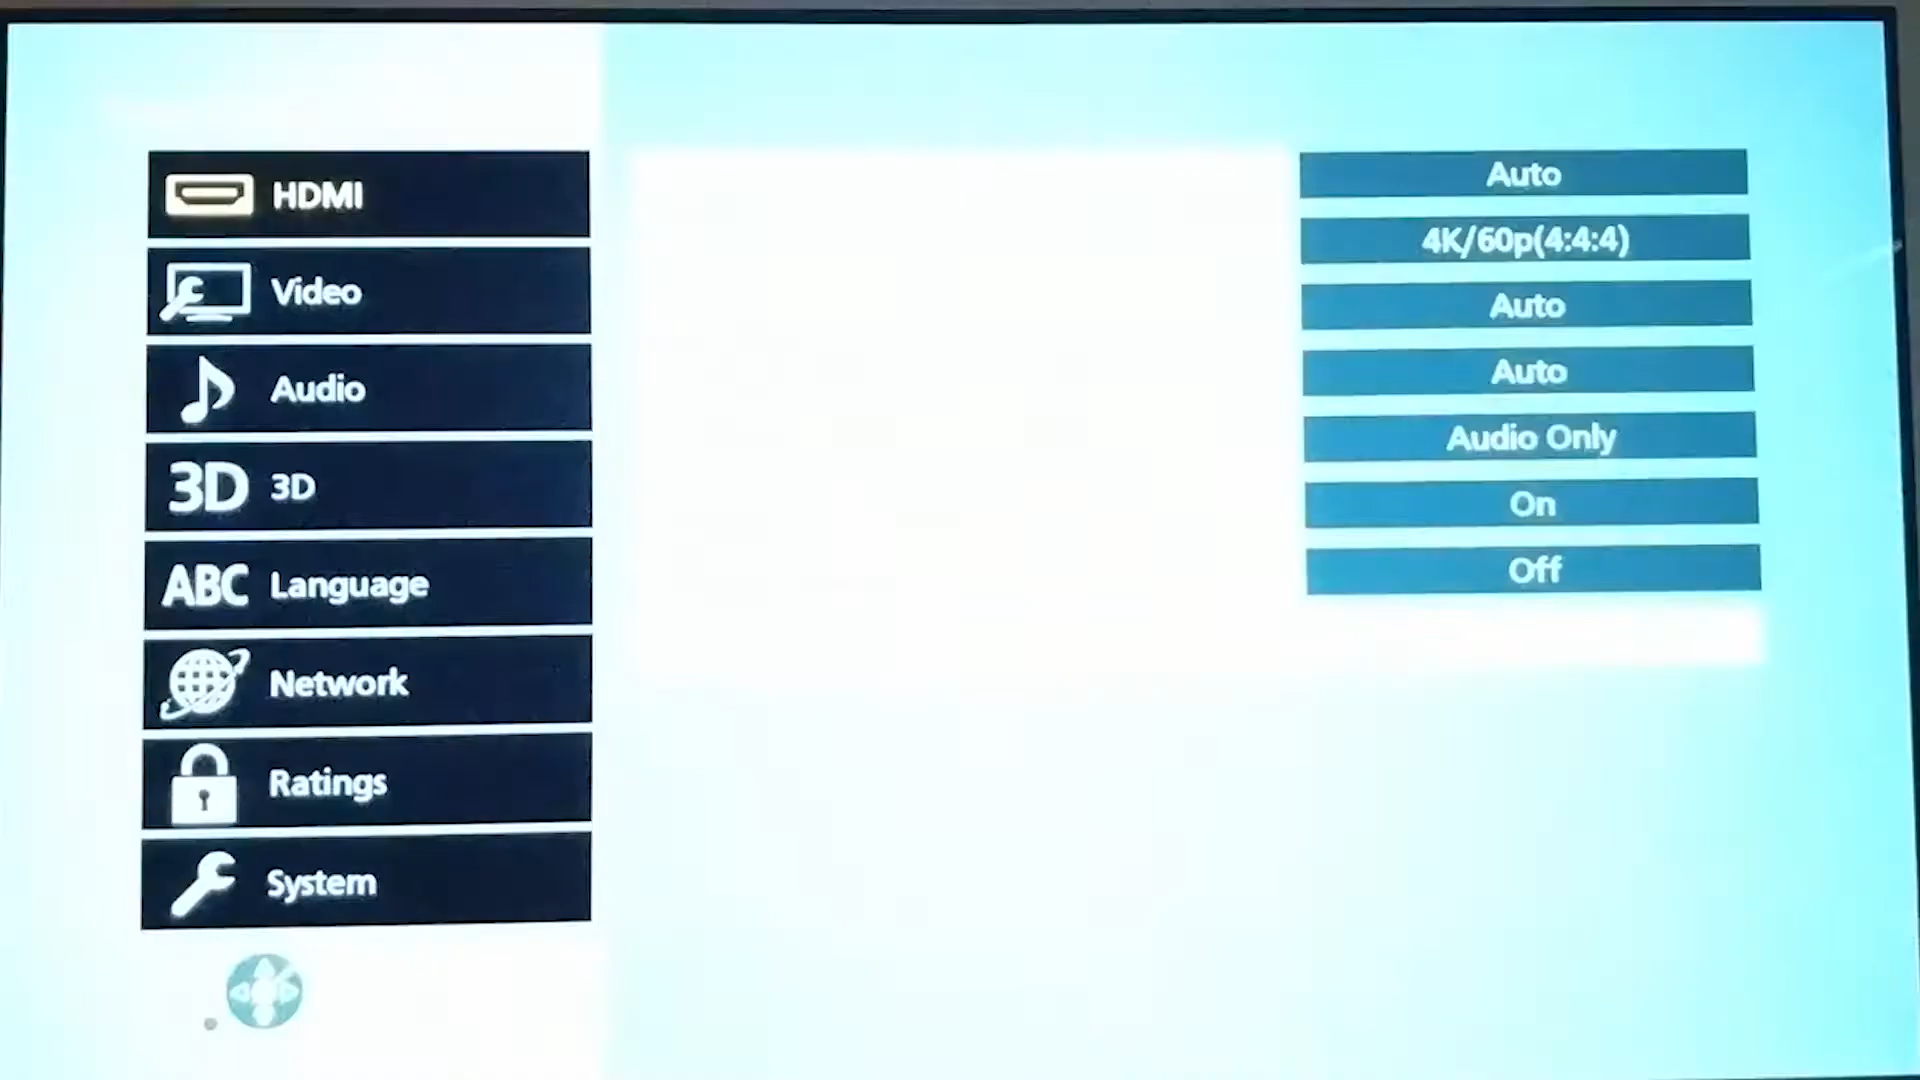 HDMI
Video
Audio
3D 3D
ABC Language
Network
Ratings
System
Auto
4K/60p(4:4:4)
Auto
Auto
Audio Only
On
Off